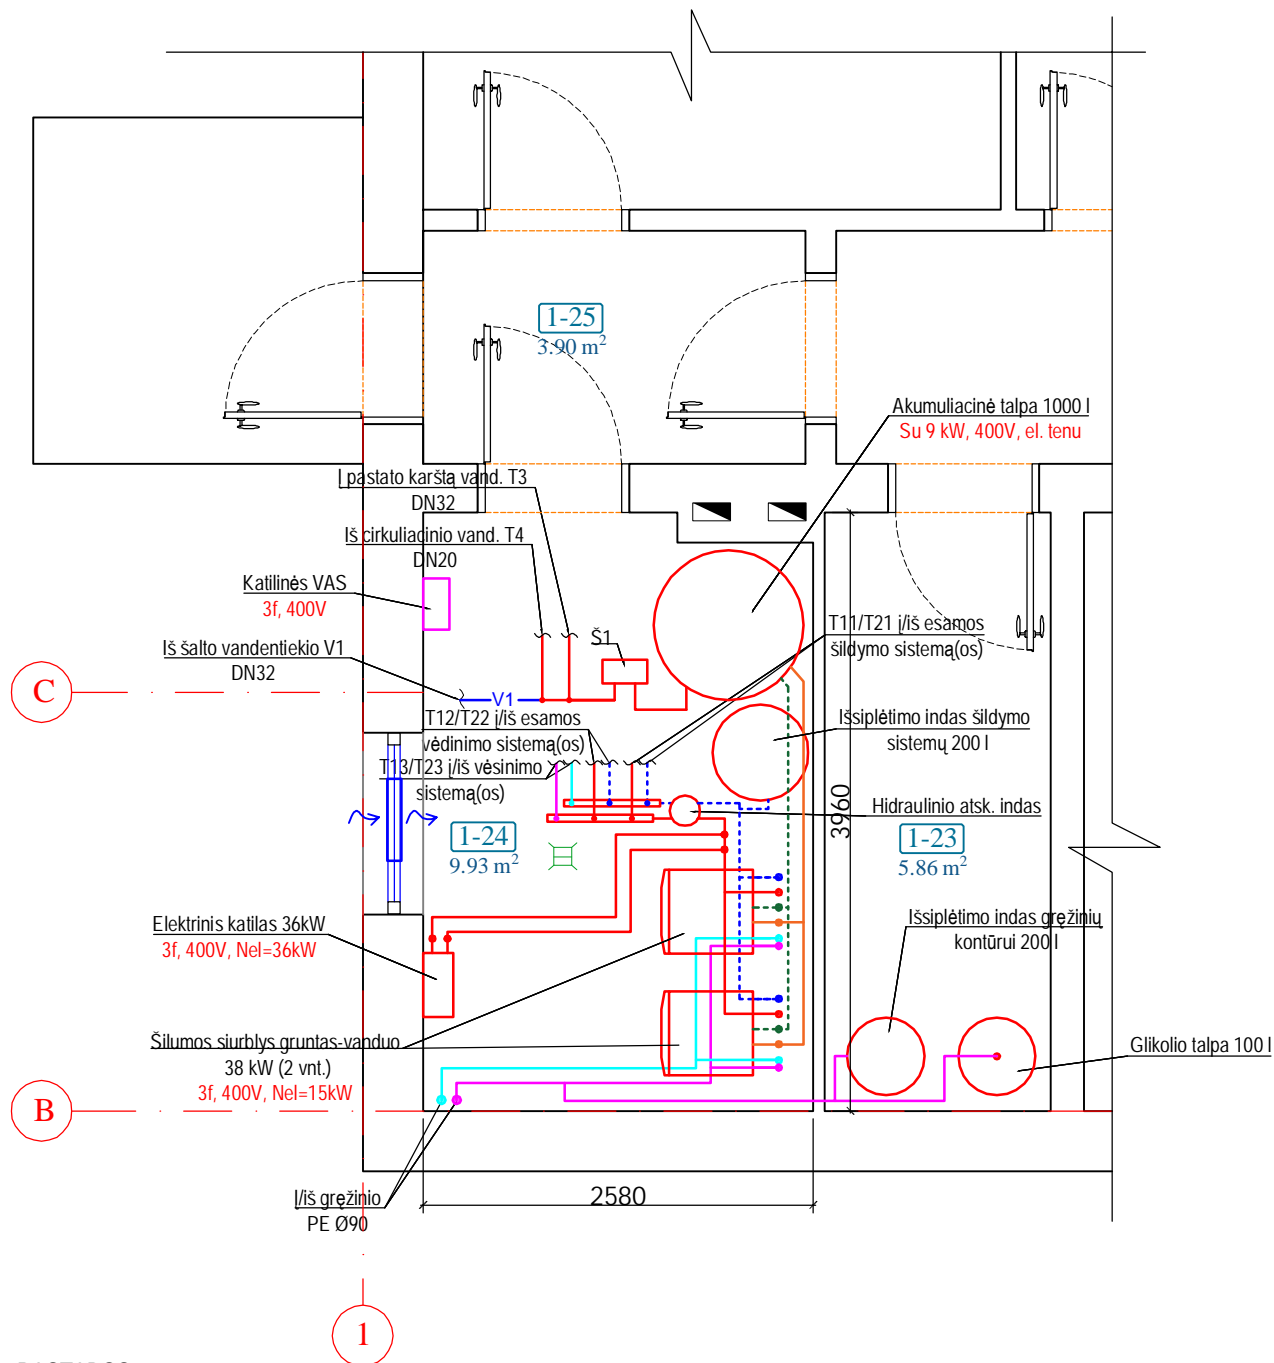 1-25
3.90 m²
Akumuliacinė talpa 1000 l
Su 9 kW, 400V, el. tenu
Į pastato karštą vand. T3
DN32
Iš cirkuliacinio vand. T4
DN20
Katilinės VAS
3f, 400V
Š1
T11/T21 į/iš esamos
šildymo sistemą(os)
Iš šalto vandentiekio V1
DN32
C
V1
T12/T22 į/iš esamos
vėdinimo sistemą(os)
Išsiplėtimo indas šildymo
sistemų 200 l
T13/T23 į/iš vėsinimo
sistemą(os)
Hidraulinio atsk. indas
3960
1-24
9.93 m²
1-23
5.86 m²
Elektrinis katilas 36kW
3f, 400V, Nel=36kW
Išsiplėtimo indas gręžinių
kontūrui 200 l
Šilumos siurblys gruntas-vanduo
38 kW (2 vnt.)
3f, 400V, Nel=15kW
Glikolio talpa 100 l
B
Į/iš gręžinio
PE Ø90
2580
1